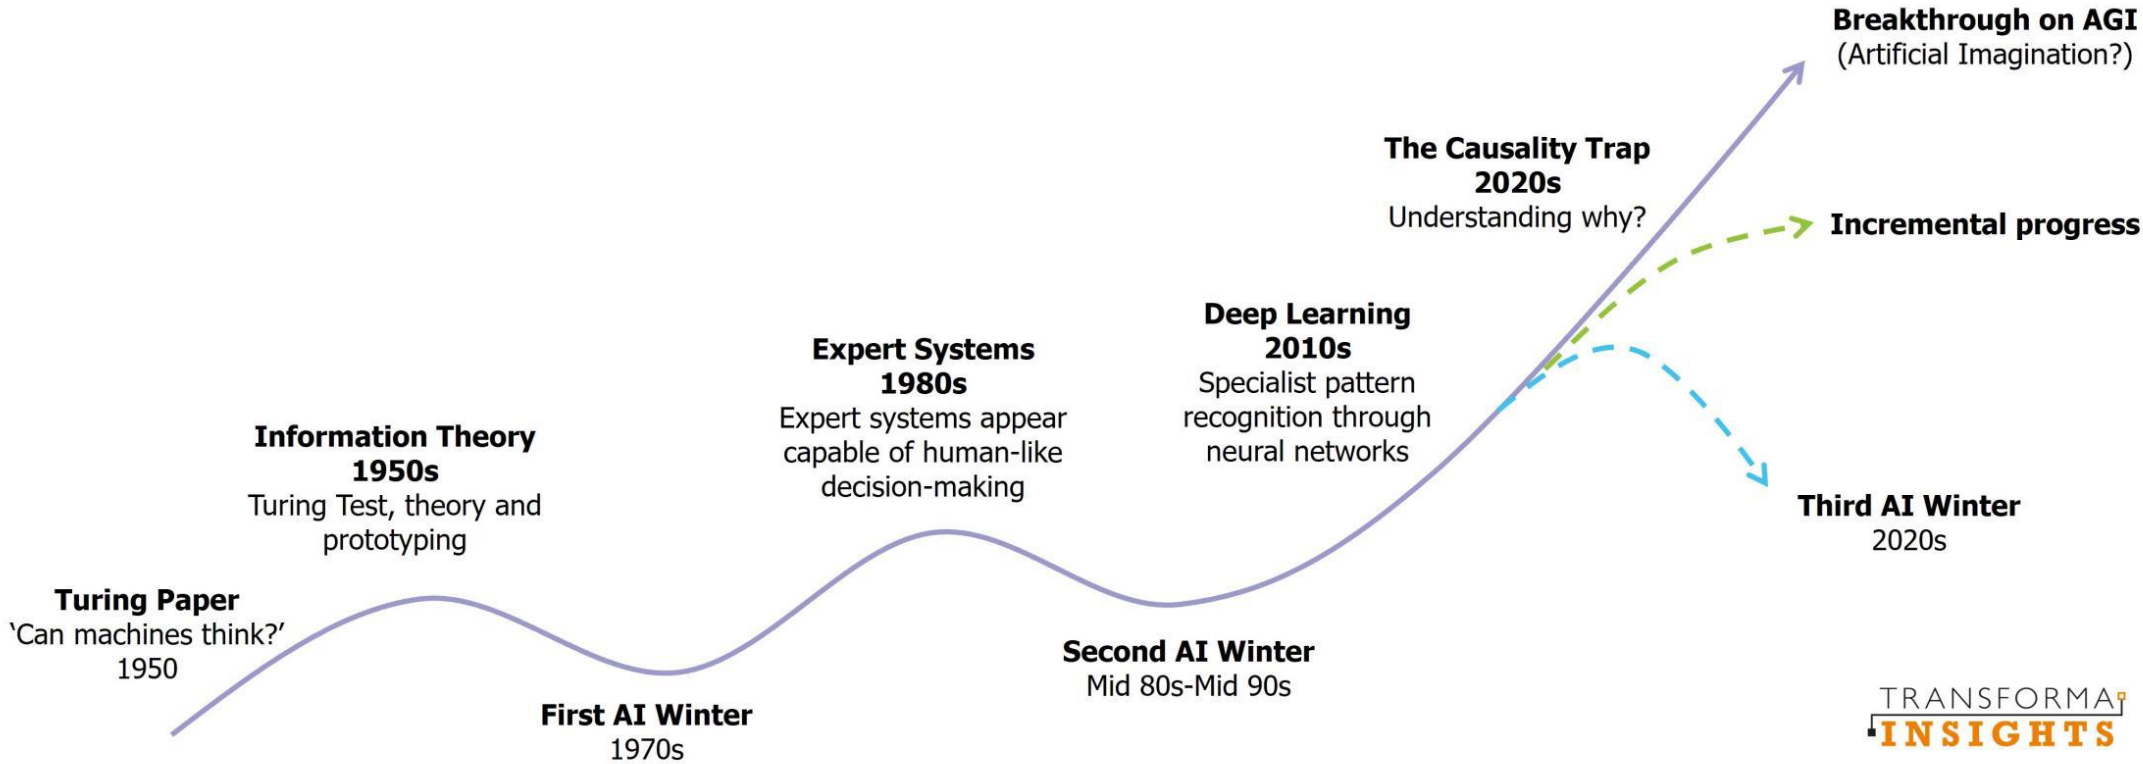 Turing Paper
‘Can machines think?’
1950
Information Theory
1950s
Turing Test, theory and
prototyping
First AI Winter
1970s
Expert Systems
1980s
Expert systems appear
capable of human-like
decision-making
Second AI Winter
Mid 80s-Mid 90s
Deep Learning
2010s
Specialist pattern
recognition through
neural networks
The Causality Trap
2020s
Understanding why?
Breakthrough on AGI
(Artificial Imagination?)
Incremental progress
Third AI Winter
2020s
TRANSFORMA
INSIGHTS